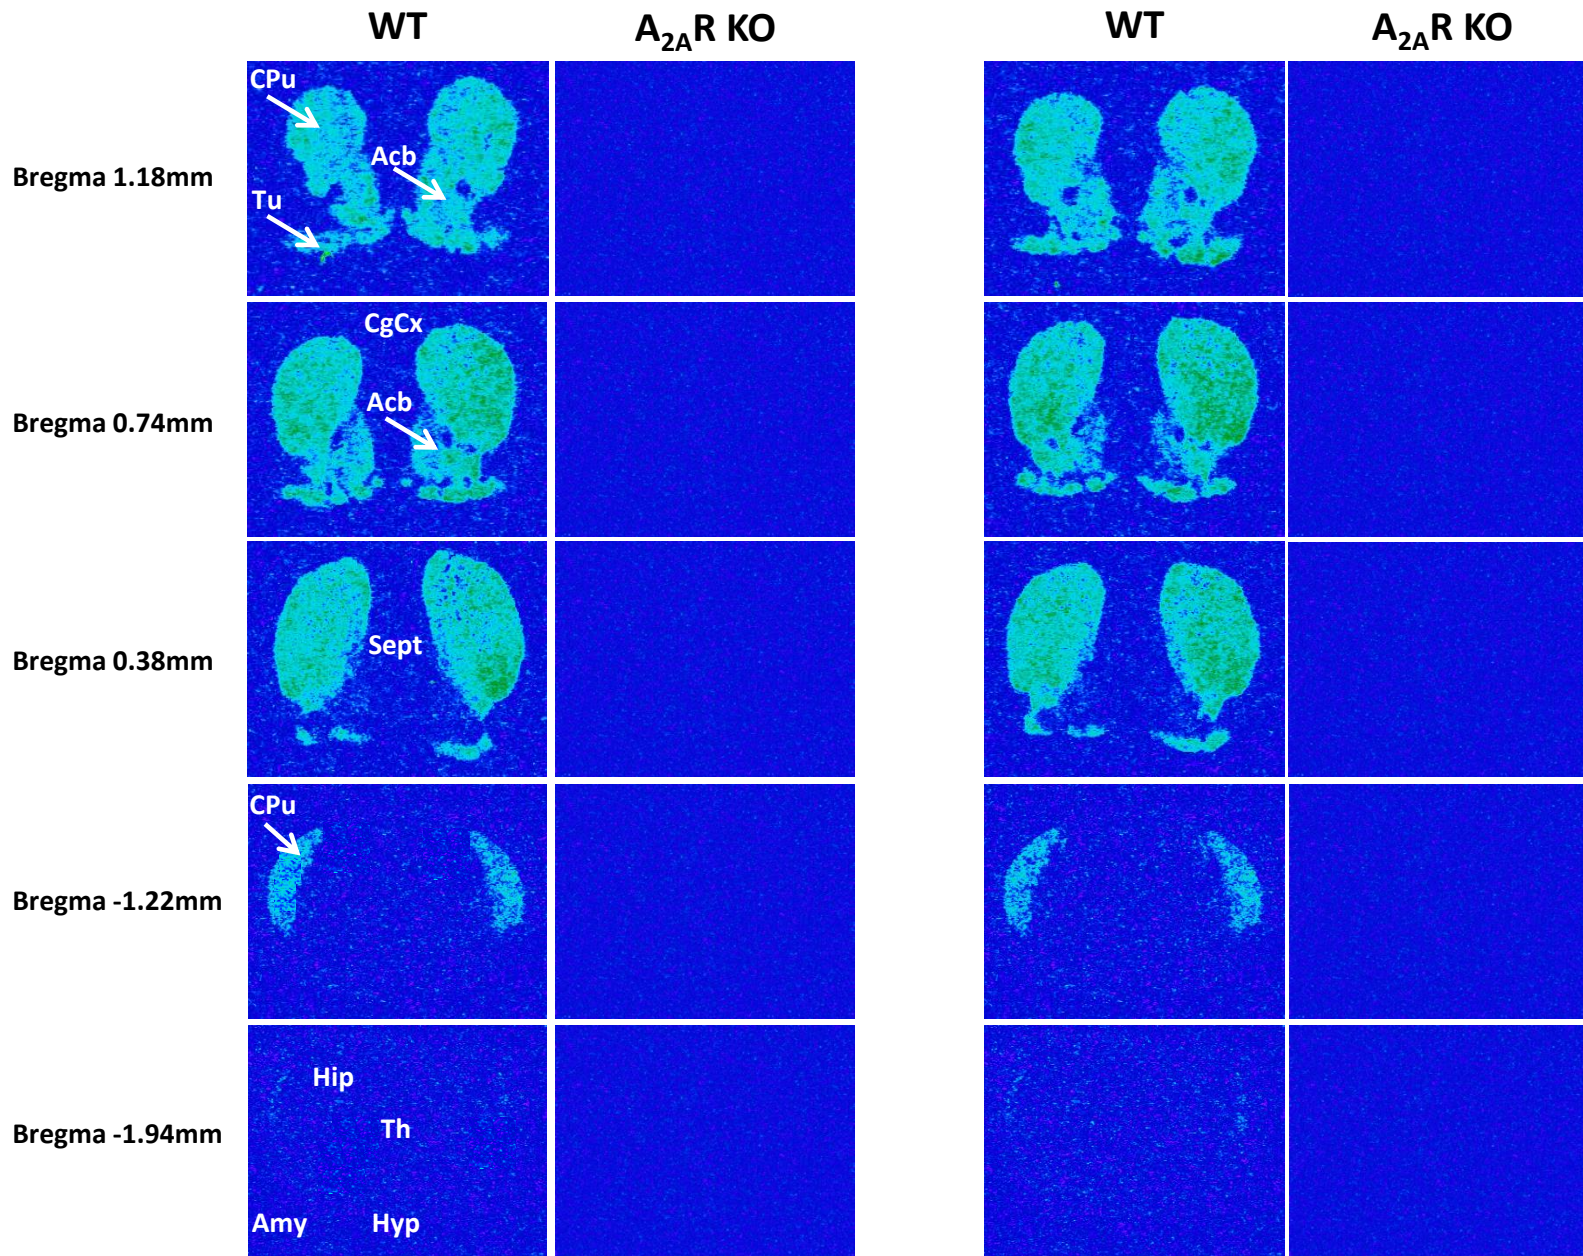 WT A₂ₐR KO WT A₂ₐR KO
Bregma 1.18mm
CPu
Acb
Tu
Bregma 0.74mm
CgCx
Acb
Bregma 0.38mm
Sept
Bregma -1.22mm
CPu
Bregma -1.94mm
Hip
Th
Amy Hyp